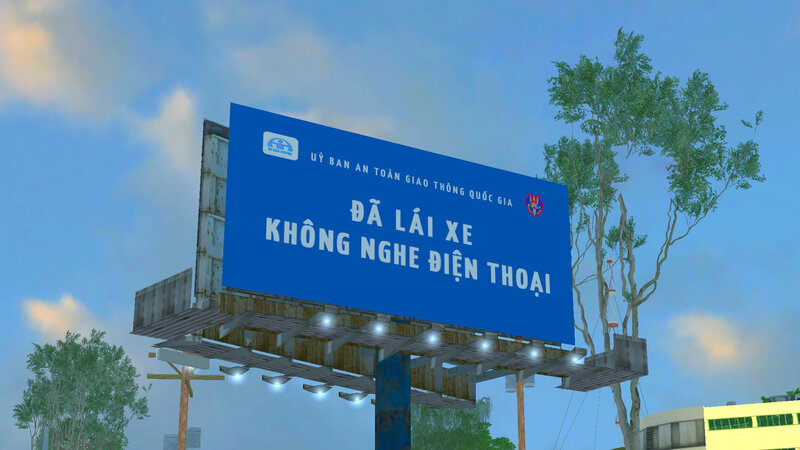 UỶ BAN AN TOÀN GIAO THÔNG QUỐC GIA
ĐÃ LÁI XE
KHÔNG NGHE ĐIỆN THOẠI